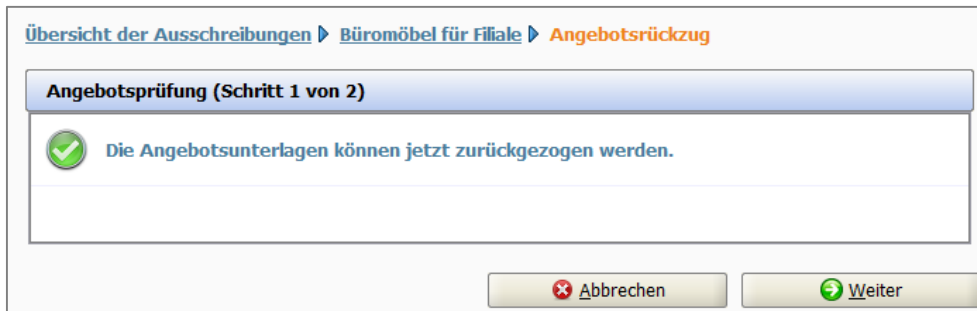 Übersicht der Ausschreibungen Büromöbel für Filiale Angebotsrückzug
Angebotsprüfung (Schritt 1 von 2)
Die Angebotsunterlagen können jetzt zurückgezogen werden.
Abbrechen Weiter